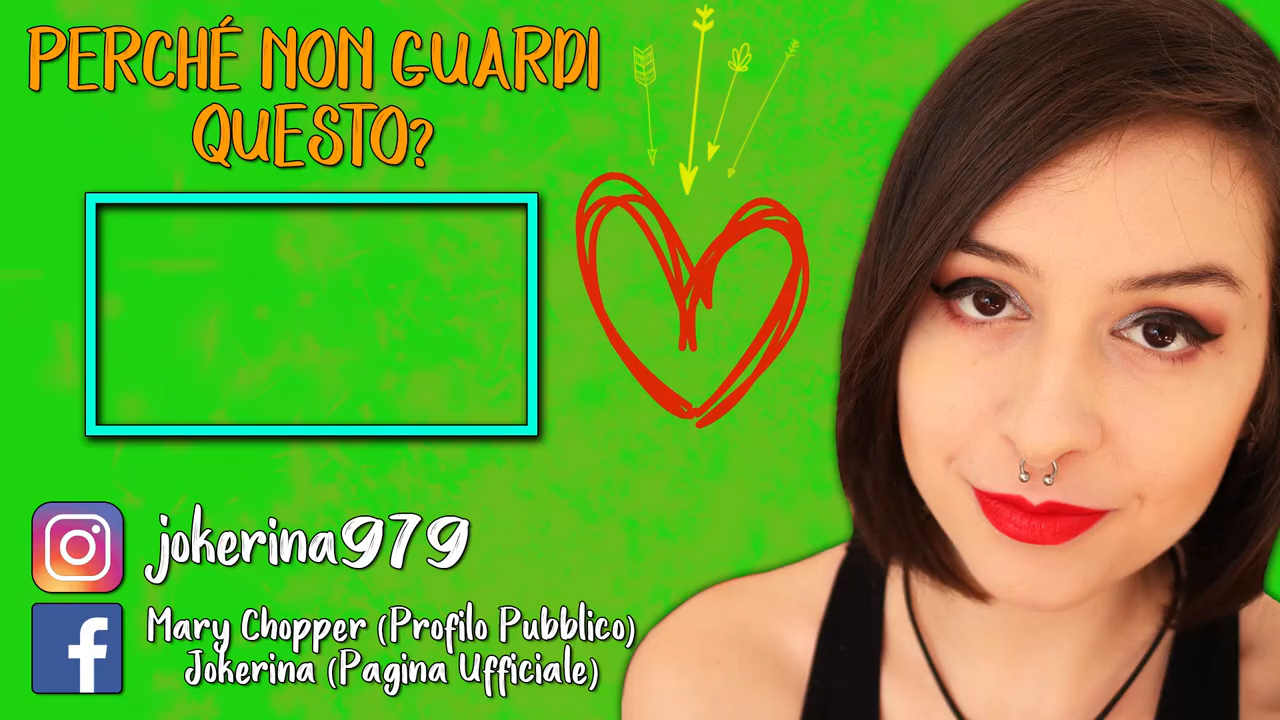 PERCHÉ NON GUARDI
QUESTO?
jokerina979
Mary Chopper (Profilo Pubblico)
Jokerina (Pagina Ufficiale)